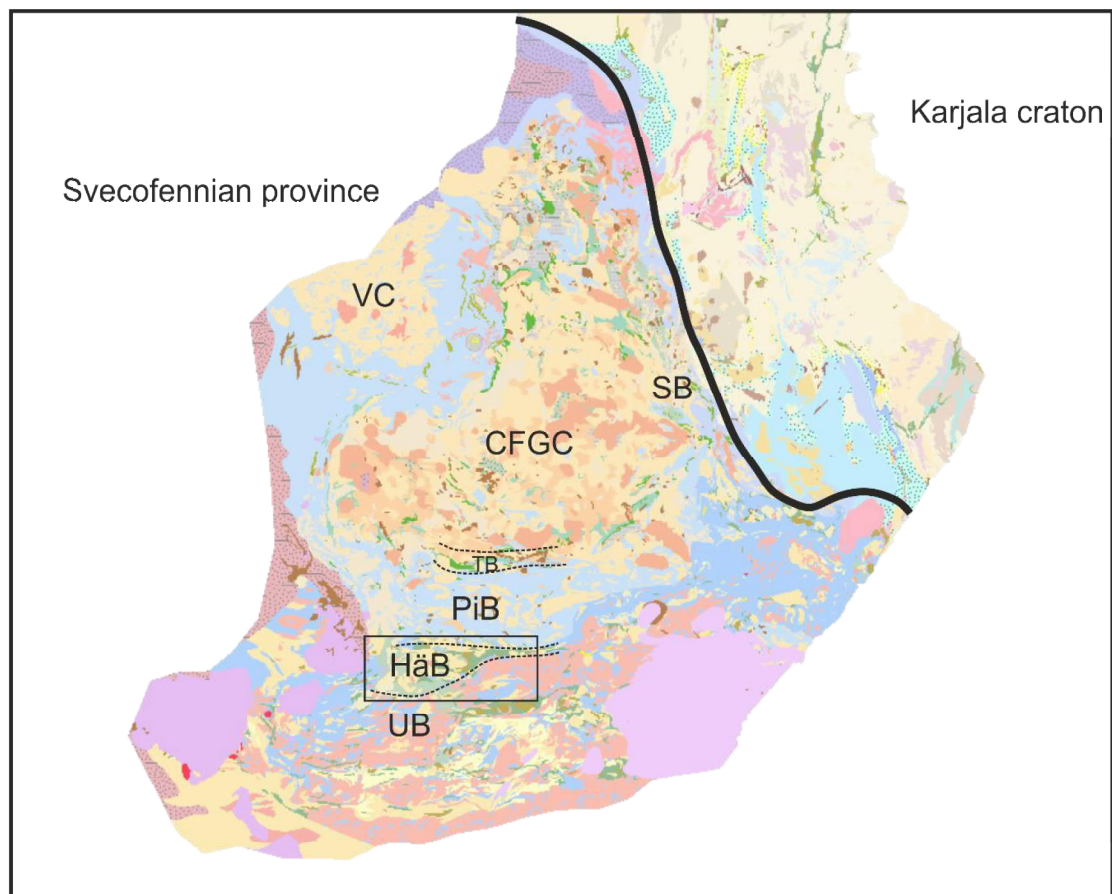 Karjala craton
Svecofennian province
VC
SB
CFGC
TB
PiB
HäB
UB